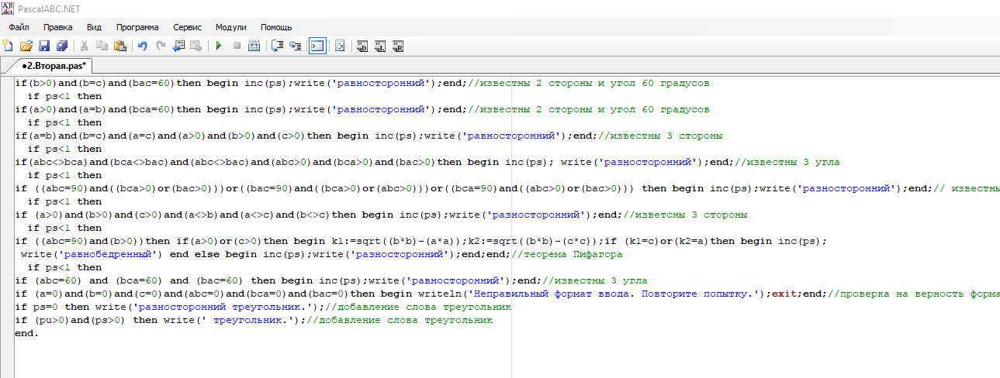 PascalABC.NET
Файл Правка Вид Программа Сервис Модули Помощь
•2.Вторая.pas*
if(b>0)and(b=c)and(bac=60)then begin inc(ps);write('равносторонний');end;//известны 2 стороны и угол 60 градусов
if ps<1 then
if(a>0)and(a=b)and(bca=60)then begin inc(ps);write('равносторонний');end;//известны 2 стороны и угол 60 градусов
if ps<1 then
if(a=b)and(b=c)and(a=c)and(a>0)and(b>0)and(c>0)then begin inc(ps);write('равносторонний');end;//известны 3 стороны
if ps<1 then
if(abc<>bca)and(bca<>bac)and(abc<>bac)and(abc>0)and(bca>0)and(bac>0)then begin inc(ps); write('разносторонний');end;//известны 3 угла
if ps<1 then
if ((abc=90)and((bca>0)or(bac>0)))or((bac=90)and((bca>0)or(abc>0)))or((bca=90)and((abc>0)or(bac>0))) then begin inc(ps);write('разносторонний');end;// известны
if ps<1 then
if (a>0)and(b>0)and(c>0)and(a<>b)and(a<>c)and(b<>c)then begin inc(ps);write('разносторонний');end;//изветсны 3 стороны
if ps<1 then
if ((abc=90)and(b>0))then if(a>0)or(c>0)then begin k1:=sqrt((b*b)-(a*a));k2:=sqrt((b*b)-(c*c));if (k1=c)or(k2=a)then begin inc(ps);
write('равнобедренный') end else begin inc(ps);write('разносторонний');end;end;//теорема Пифагора
if ps<1 then
if (abc=60) and (bca=60) and (bac=60) then begin inc(ps);write('равносторонний');end;//известны 3 угла
if (a=0)and(b=0)and(c=0)and(abc=0)and(bca=0)and(bac=0)then begin writeln('Неправильный формат ввода. Повторите попытку.');exit;end;//проверка на верность форма
if ps=0 then write('разносторонний треугольник.');//добавление слова треугольник
if (pu>0)and(ps>0) then write(' треугольник.');//добавление слова треугольник
end.